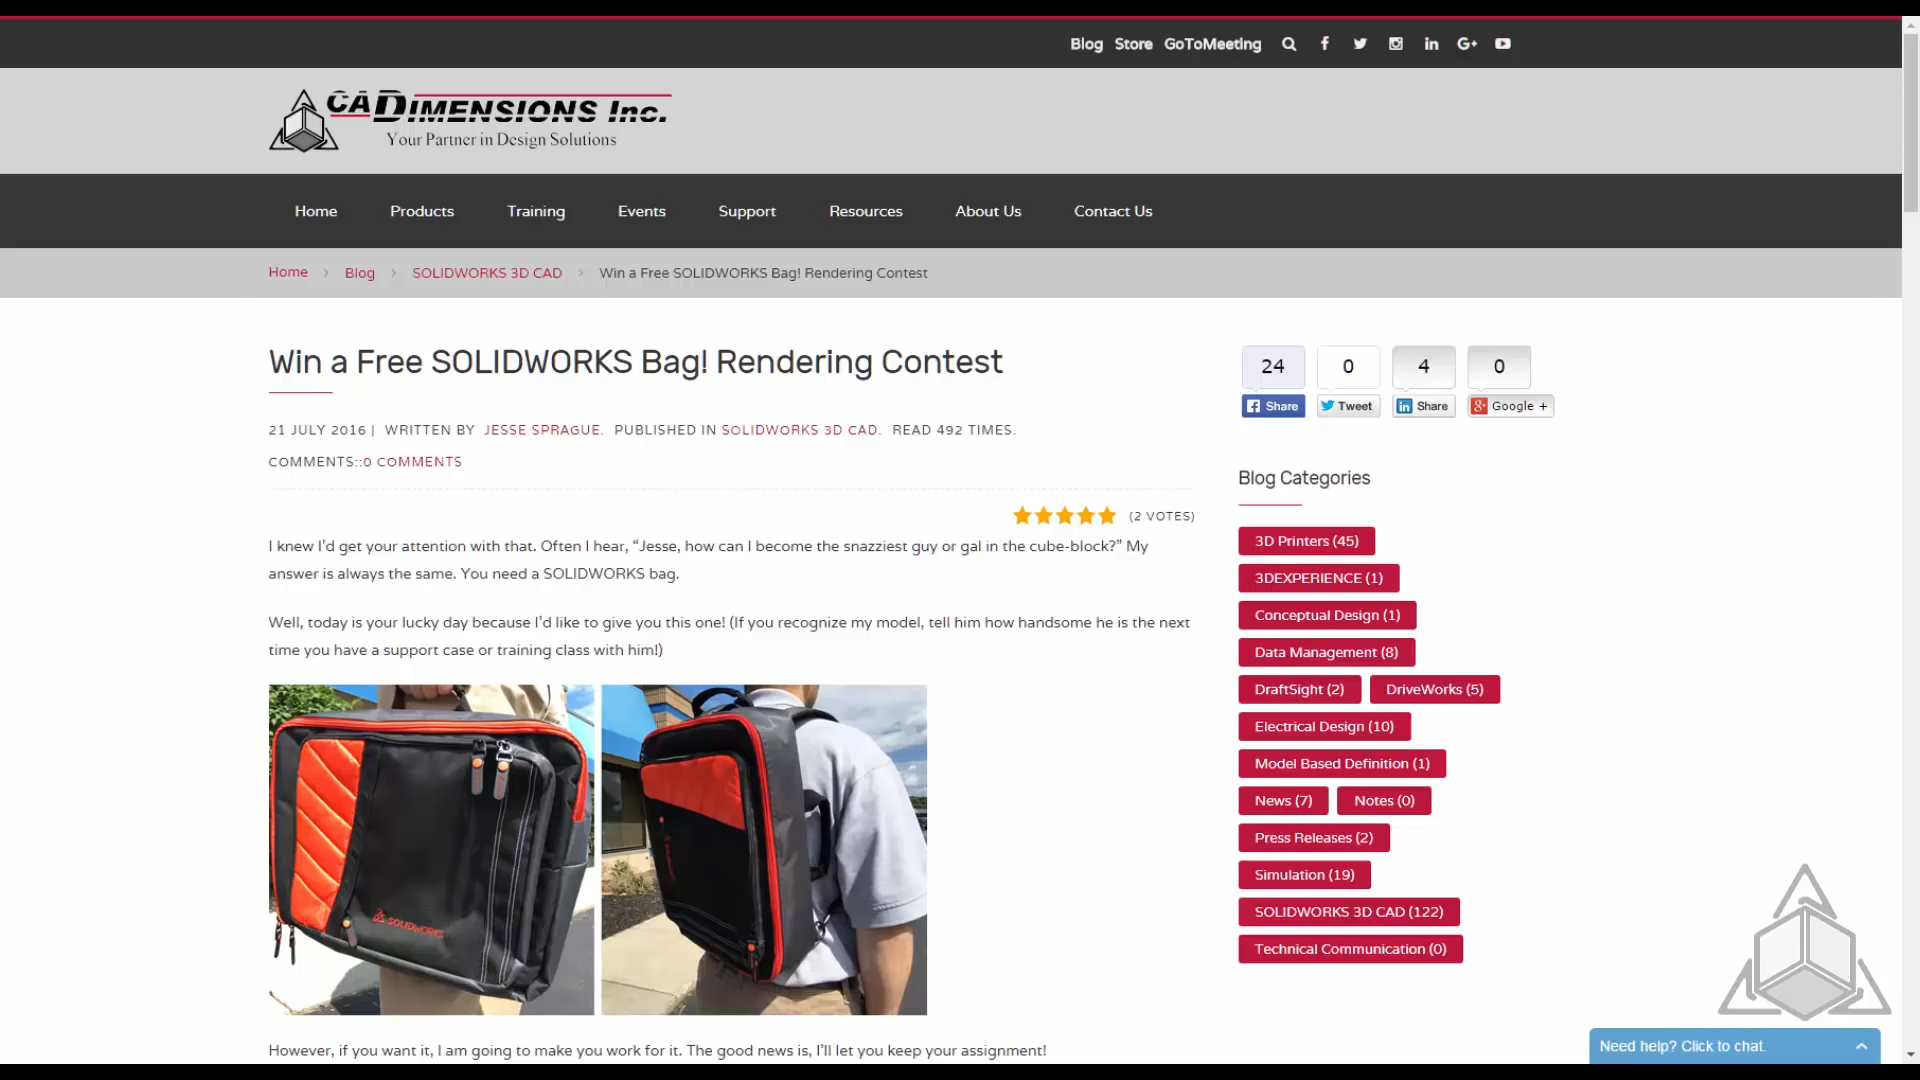 Blog Store GoToMeeting
CADIMENSIONS Inc.
Your Partner in Design Solutions
Home Products Training Events Support Resources About Us Contact Us
Home > Blog > SOLIDWORKS 3D CAD > Win a Free SOLIDWORKS Bag! Rendering Contest
Win a Free SOLIDWORKS Bag! Rendering Contest
21 JULY 2016 | WRITTEN BY JESSE SPRAGUE. PUBLISHED IN SOLIDWORKS 3D CAD. READ 492 TIMES.
COMMENTS::0 COMMENTS
(2 VOTES)
I knew I'd get your attention with that. Often I hear, “Jesse, how can I become the snazziest guy or gal in the cube-block?” My
answer is always the same. You need a SOLIDWORKS bag.
Well, today is your lucky day because I'd like to give you this one! (If you recognize my model, tell him how handsome he is the next
time you have a support case or training class with him!)
SOLIDWORKS
However, if you want it, I am going to make you work for it. The good news is, I'll let you keep your assignment!
24 0 4 0
Share Tweet Share Google +
Blog Categories
3D Printers (45)
3DEXPERIENCE (1)
Conceptual Design (1)
Data Management (8)
DraftSight (2) DriveWorks (5)
Electrical Design (10)
Model Based Definition (1)
News (7) Notes (0)
Press Releases (2)
Simulation (19)
SOLIDWORKS 3D CAD (122)
Technical Communication (0)
Need help? Click to chat.